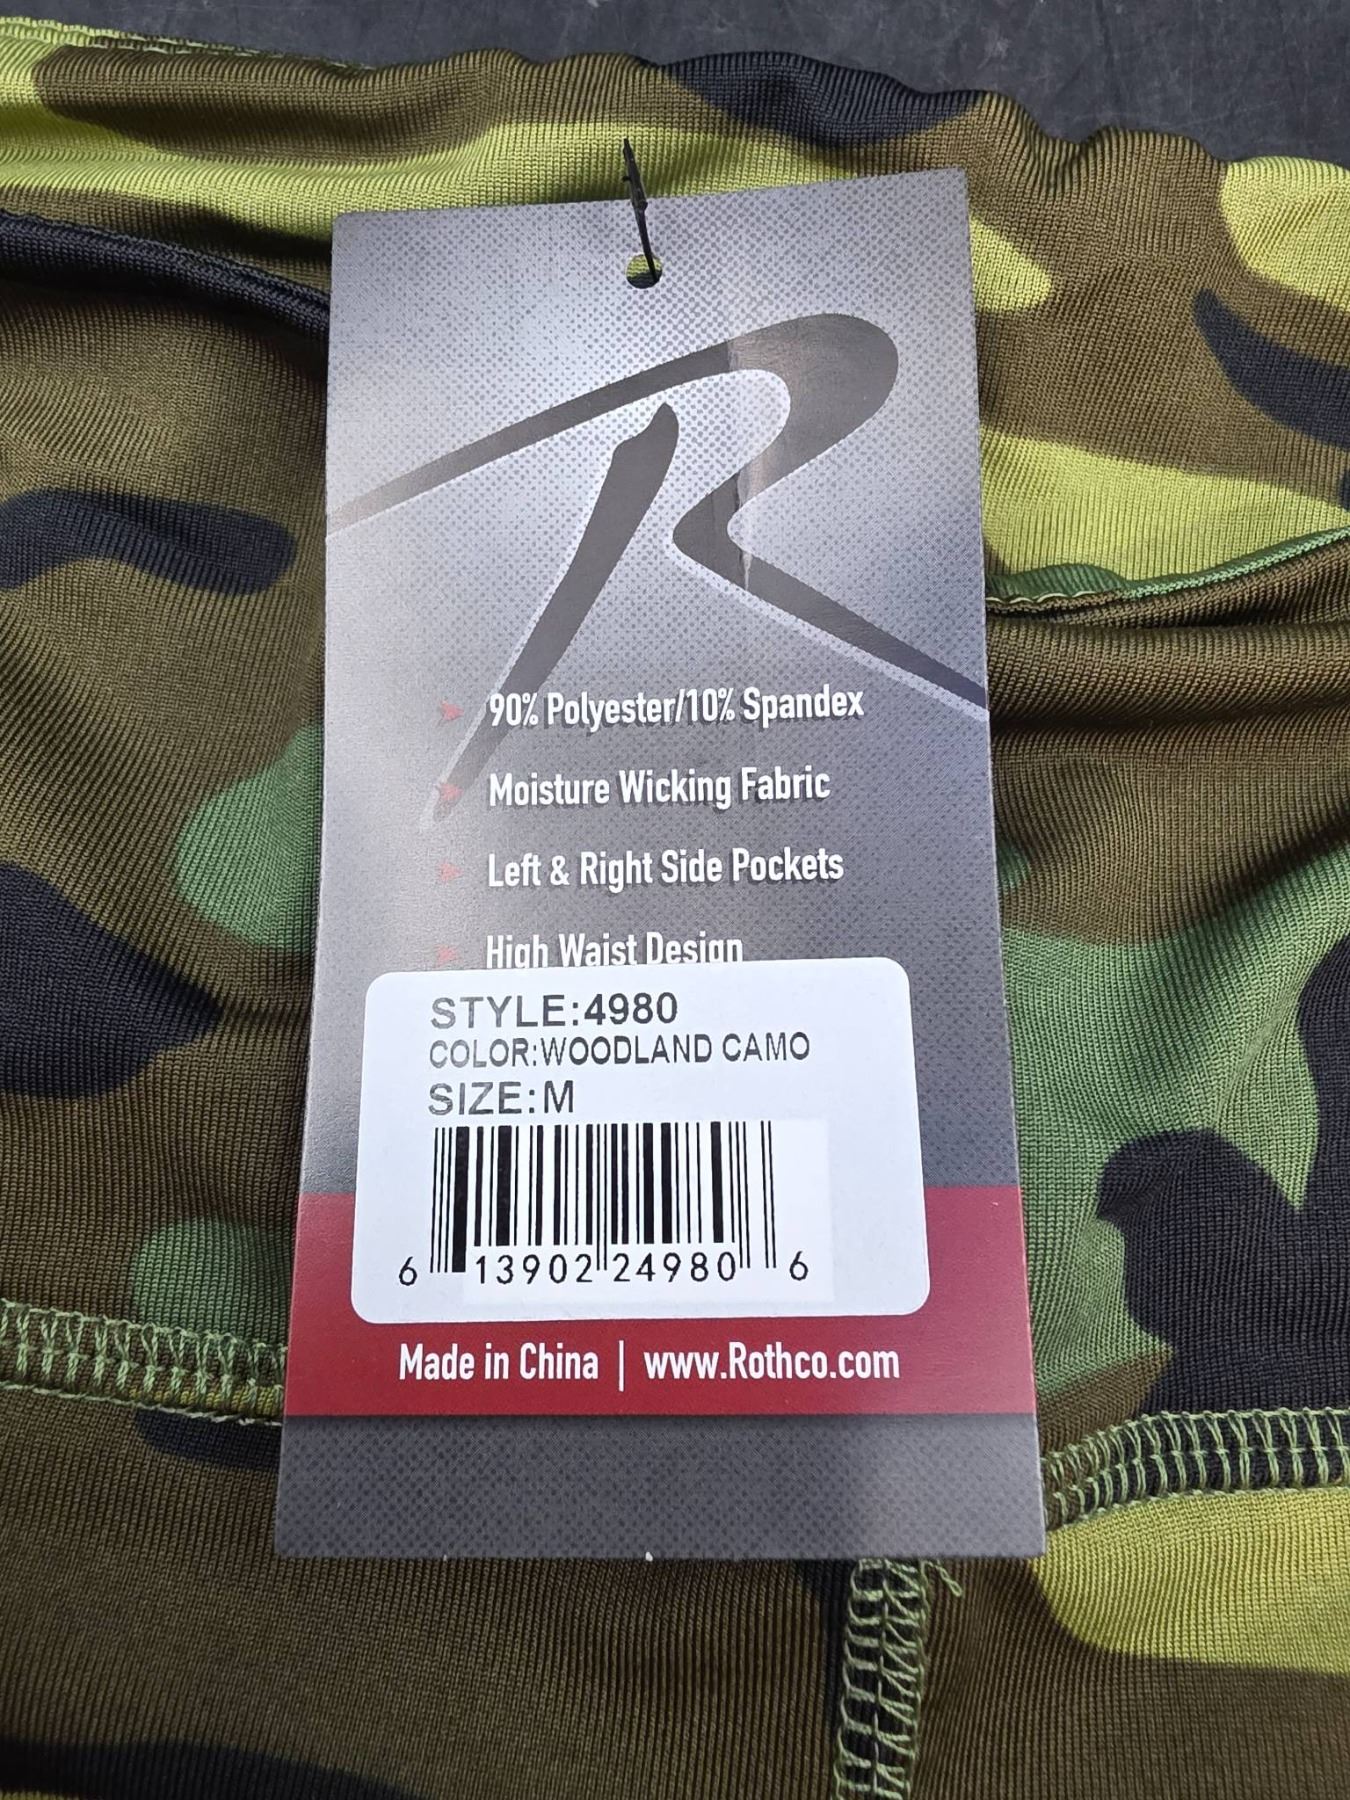 R
90% Polyester/10% Spandex
Moisture Wicking Fabric
Left & Right Side Pockets
High Waist Design
STYLE:4980
COLOR:WOODLAND CAMO
SIZE:M
6 13902 24980 6
Made in China | www.Rothco.com